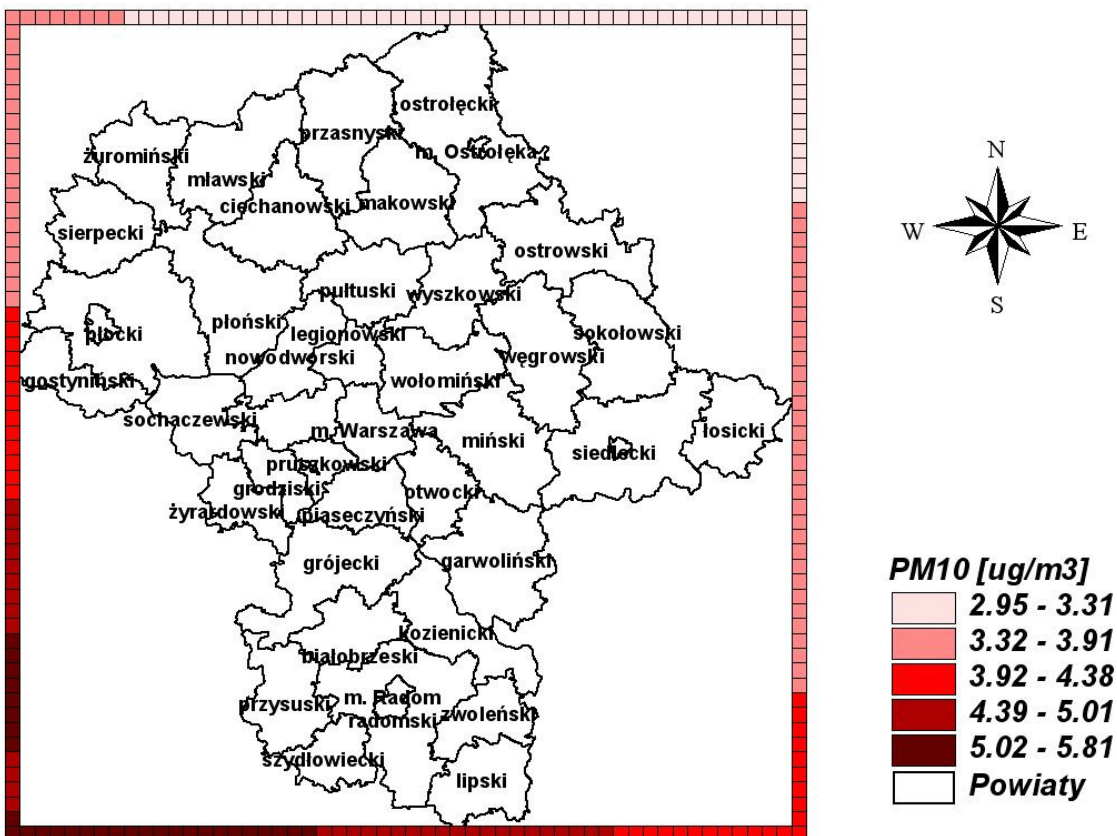 ostrołęcki
przasnyski
m. Ostrołęka
żuromiński
mławski
ciechanowski
makowski
sierpecki
ostrowski
pułtuski
wyszkowski
płocki
płoński
legionowski
sokołowski
nowodworski
węgrowski
gostyniński
wołomiński
sochaczewski
m. Warszawa
miński
łosicki
siedlecki
pruszkowski
grodziski
otwocki
żyrardowski
piaseczyński
grójecki
garwoliński
kozienicki
białobrzeski
przysuski
m. Radom
radomski
zwoleński
szydłowiecki
lipski
N
W
E
S
PM10 [ug/m3]
2.95 - 3.31
3.32 - 3.91
3.92 - 4.38
4.39 - 5.01
5.02 - 5.81
Powiaty